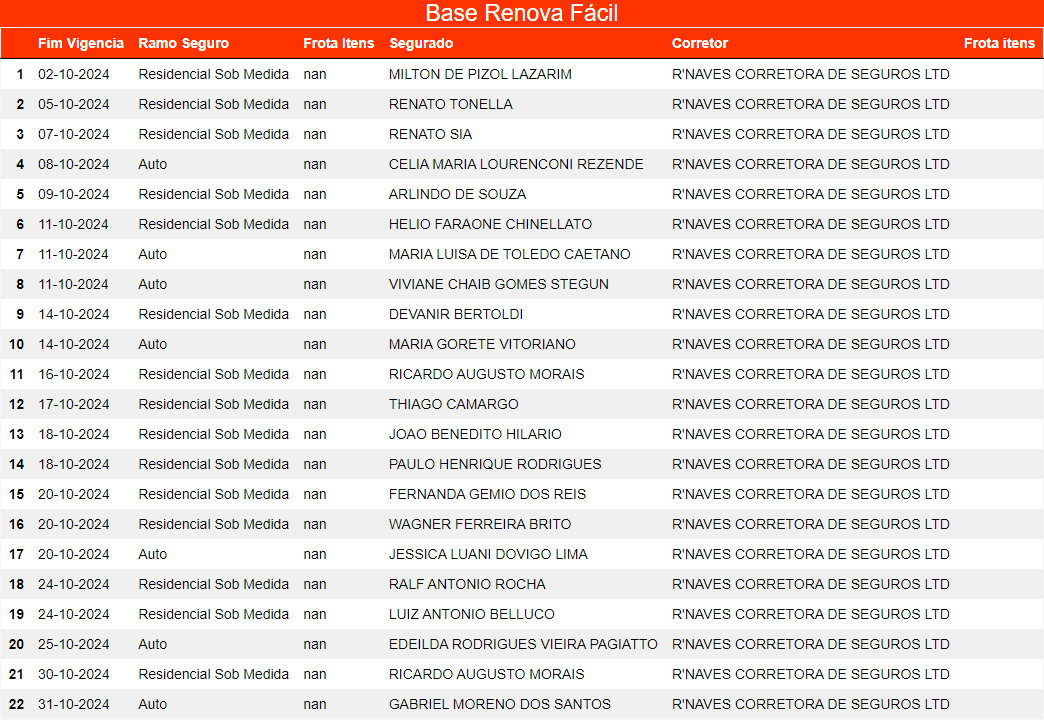 Base Renova Fácil
Fim Vigencia Ramo Seguro Frota Itens Segurado Corretor Frota itens
1 02-10-2024 Residencial Sob Medida nan MILTON DE PIZOL LAZARIM R'NAVES CORRETORA DE SEGUROS LTD
2 05-10-2024 Residencial Sob Medida nan RENATO TONELLA R'NAVES CORRETORA DE SEGUROS LTD
3 07-10-2024 Residencial Sob Medida nan RENATO SIA R'NAVES CORRETORA DE SEGUROS LTD
4 08-10-2024 Auto nan CELIA MARIA LOURENCONI REZENDE R'NAVES CORRETORA DE SEGUROS LTD
5 09-10-2024 Residencial Sob Medida nan ARLINDO DE SOUZA R'NAVES CORRETORA DE SEGUROS LTD
6 11-10-2024 Residencial Sob Medida nan HELIO FARAONE CHINELLATO R'NAVES CORRETORA DE SEGUROS LTD
7 11-10-2024 Auto nan MARIA LUISA DE TOLEDO CAETANO R'NAVES CORRETORA DE SEGUROS LTD
8 11-10-2024 Auto nan VIVIANE CHAIB GOMES STEGUN R'NAVES CORRETORA DE SEGUROS LTD
9 14-10-2024 Residencial Sob Medida nan DEVANIR BERTOLDI R'NAVES CORRETORA DE SEGUROS LTD
10 14-10-2024 Auto nan MARIA GORETE VITORIANO R'NAVES CORRETORA DE SEGUROS LTD
11 16-10-2024 Residencial Sob Medida nan RICARDO AUGUSTO MORAIS R'NAVES CORRETORA DE SEGUROS LTD
12 17-10-2024 Residencial Sob Medida nan THIAGO CAMARGO R'NAVES CORRETORA DE SEGUROS LTD
13 18-10-2024 Residencial Sob Medida nan JOAO BENEDITO HILARIO R'NAVES CORRETORA DE SEGUROS LTD
14 18-10-2024 Residencial Sob Medida nan PAULO HENRIQUE RODRIGUES R'NAVES CORRETORA DE SEGUROS LTD
15 20-10-2024 Residencial Sob Medida nan FERNANDA GEMIO DOS REIS R'NAVES CORRETORA DE SEGUROS LTD
16 20-10-2024 Residencial Sob Medida nan WAGNER FERREIRA BRITO R'NAVES CORRETORA DE SEGUROS LTD
17 20-10-2024 Auto nan JESSICA LUANI DOVIGO LIMA R'NAVES CORRETORA DE SEGUROS LTD
18 24-10-2024 Residencial Sob Medida nan RALF ANTONIO ROCHA R'NAVES CORRETORA DE SEGUROS LTD
19 24-10-2024 Residencial Sob Medida nan LUIZ ANTONIO BELLUCO R'NAVES CORRETORA DE SEGUROS LTD
20 25-10-2024 Auto nan EDEILDA RODRIGUES VIEIRA PAGIATTO R'NAVES CORRETORA DE SEGUROS LTD
21 30-10-2024 Residencial Sob Medida nan RICARDO AUGUSTO MORAIS R'NAVES CORRETORA DE SEGUROS LTD
22 31-10-2024 Auto nan GABRIEL MORENO DOS SANTOS R'NAVES CORRETORA DE SEGUROS LTD